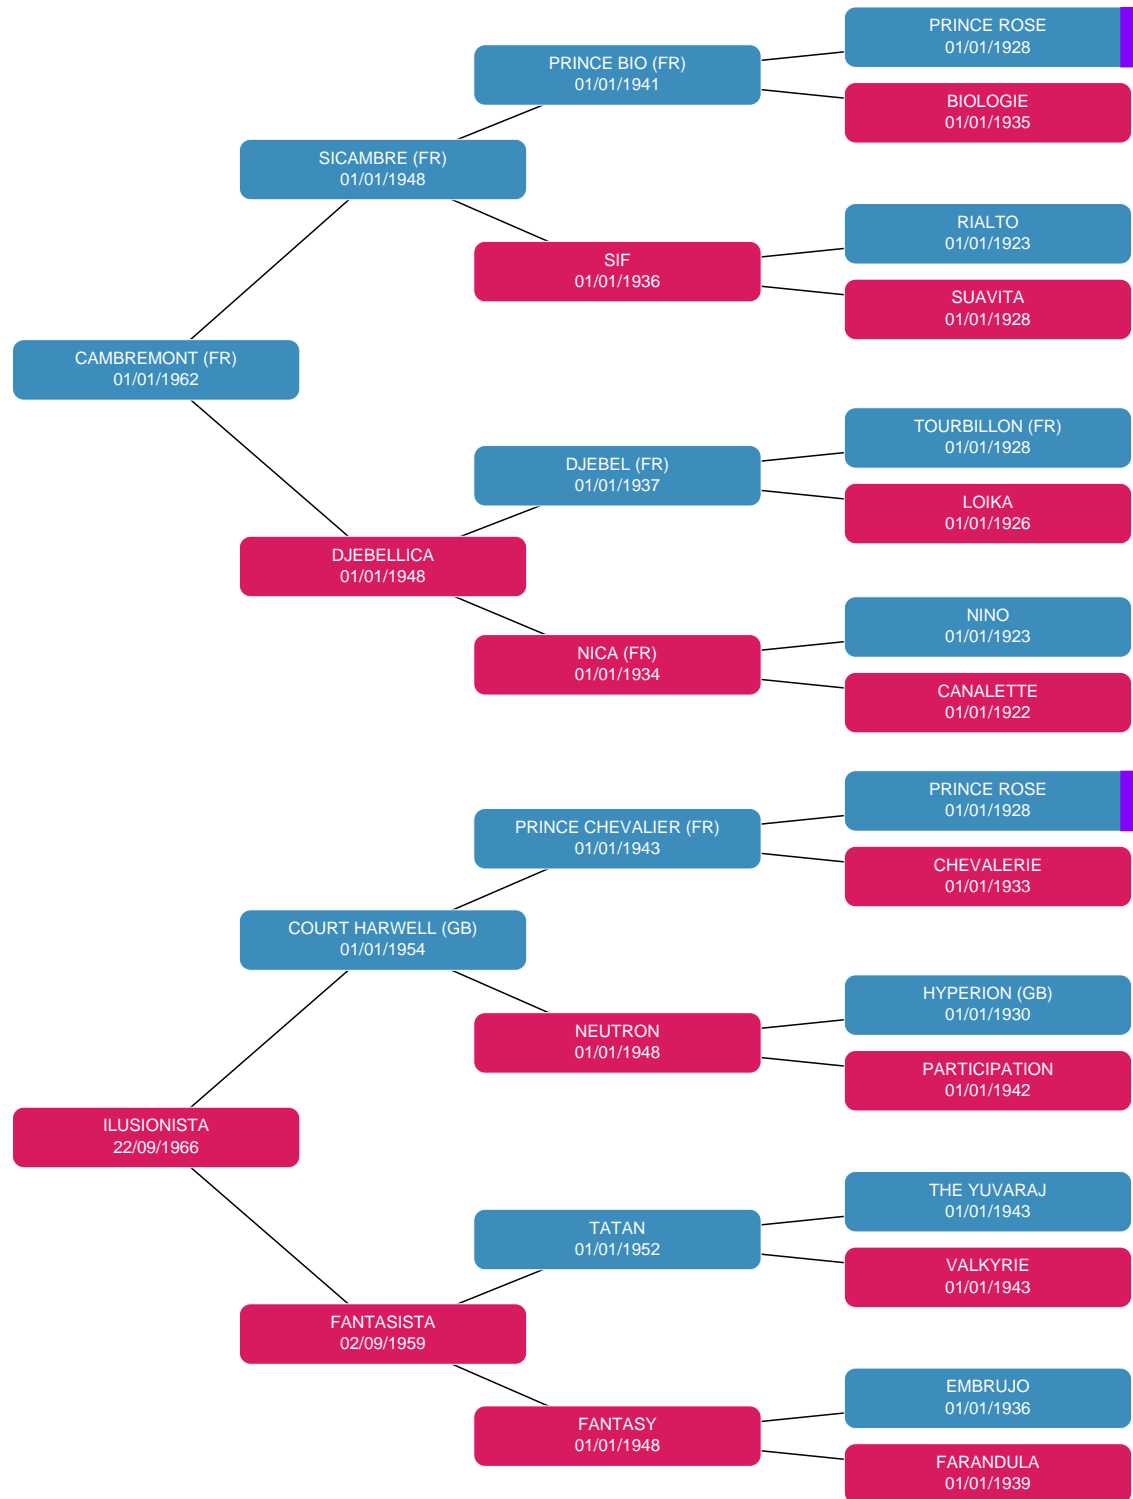 PRINCE ROSE
01/01/1928
PRINCE BIO (FR)
01/01/1941
BIOLOGIE
01/01/1935
SICAMBRE (FR)
01/01/1948
RIALTO
01/01/1923
SIF
01/01/1936
SUAVITA
01/01/1928
CAMBREMONT (FR)
01/01/1962
TOURBILLON (FR)
01/01/1928
DJEBEL (FR)
01/01/1937
LOIKA
01/01/1926
DJEBELLICA
01/01/1948
NINO
01/01/1923
NICA (FR)
01/01/1934
CANALETTE
01/01/1922
PRINCE ROSE
01/01/1928
PRINCE CHEVALIER (FR)
01/01/1943
CHEVALERIE
01/01/1933
COURT HARWELL (GB)
01/01/1954
HYPERION (GB)
01/01/1930
NEUTRON
01/01/1948
PARTICIPATION
01/01/1942
ILUSIONISTA
22/09/1966
THE YUVARAJ
01/01/1943
TATAN
01/01/1952
VALKYRIE
01/01/1943
FANTASISTA
02/09/1959
EMBRUJO
01/01/1936
FANTASY
01/01/1948
FARANDULA
01/01/1939